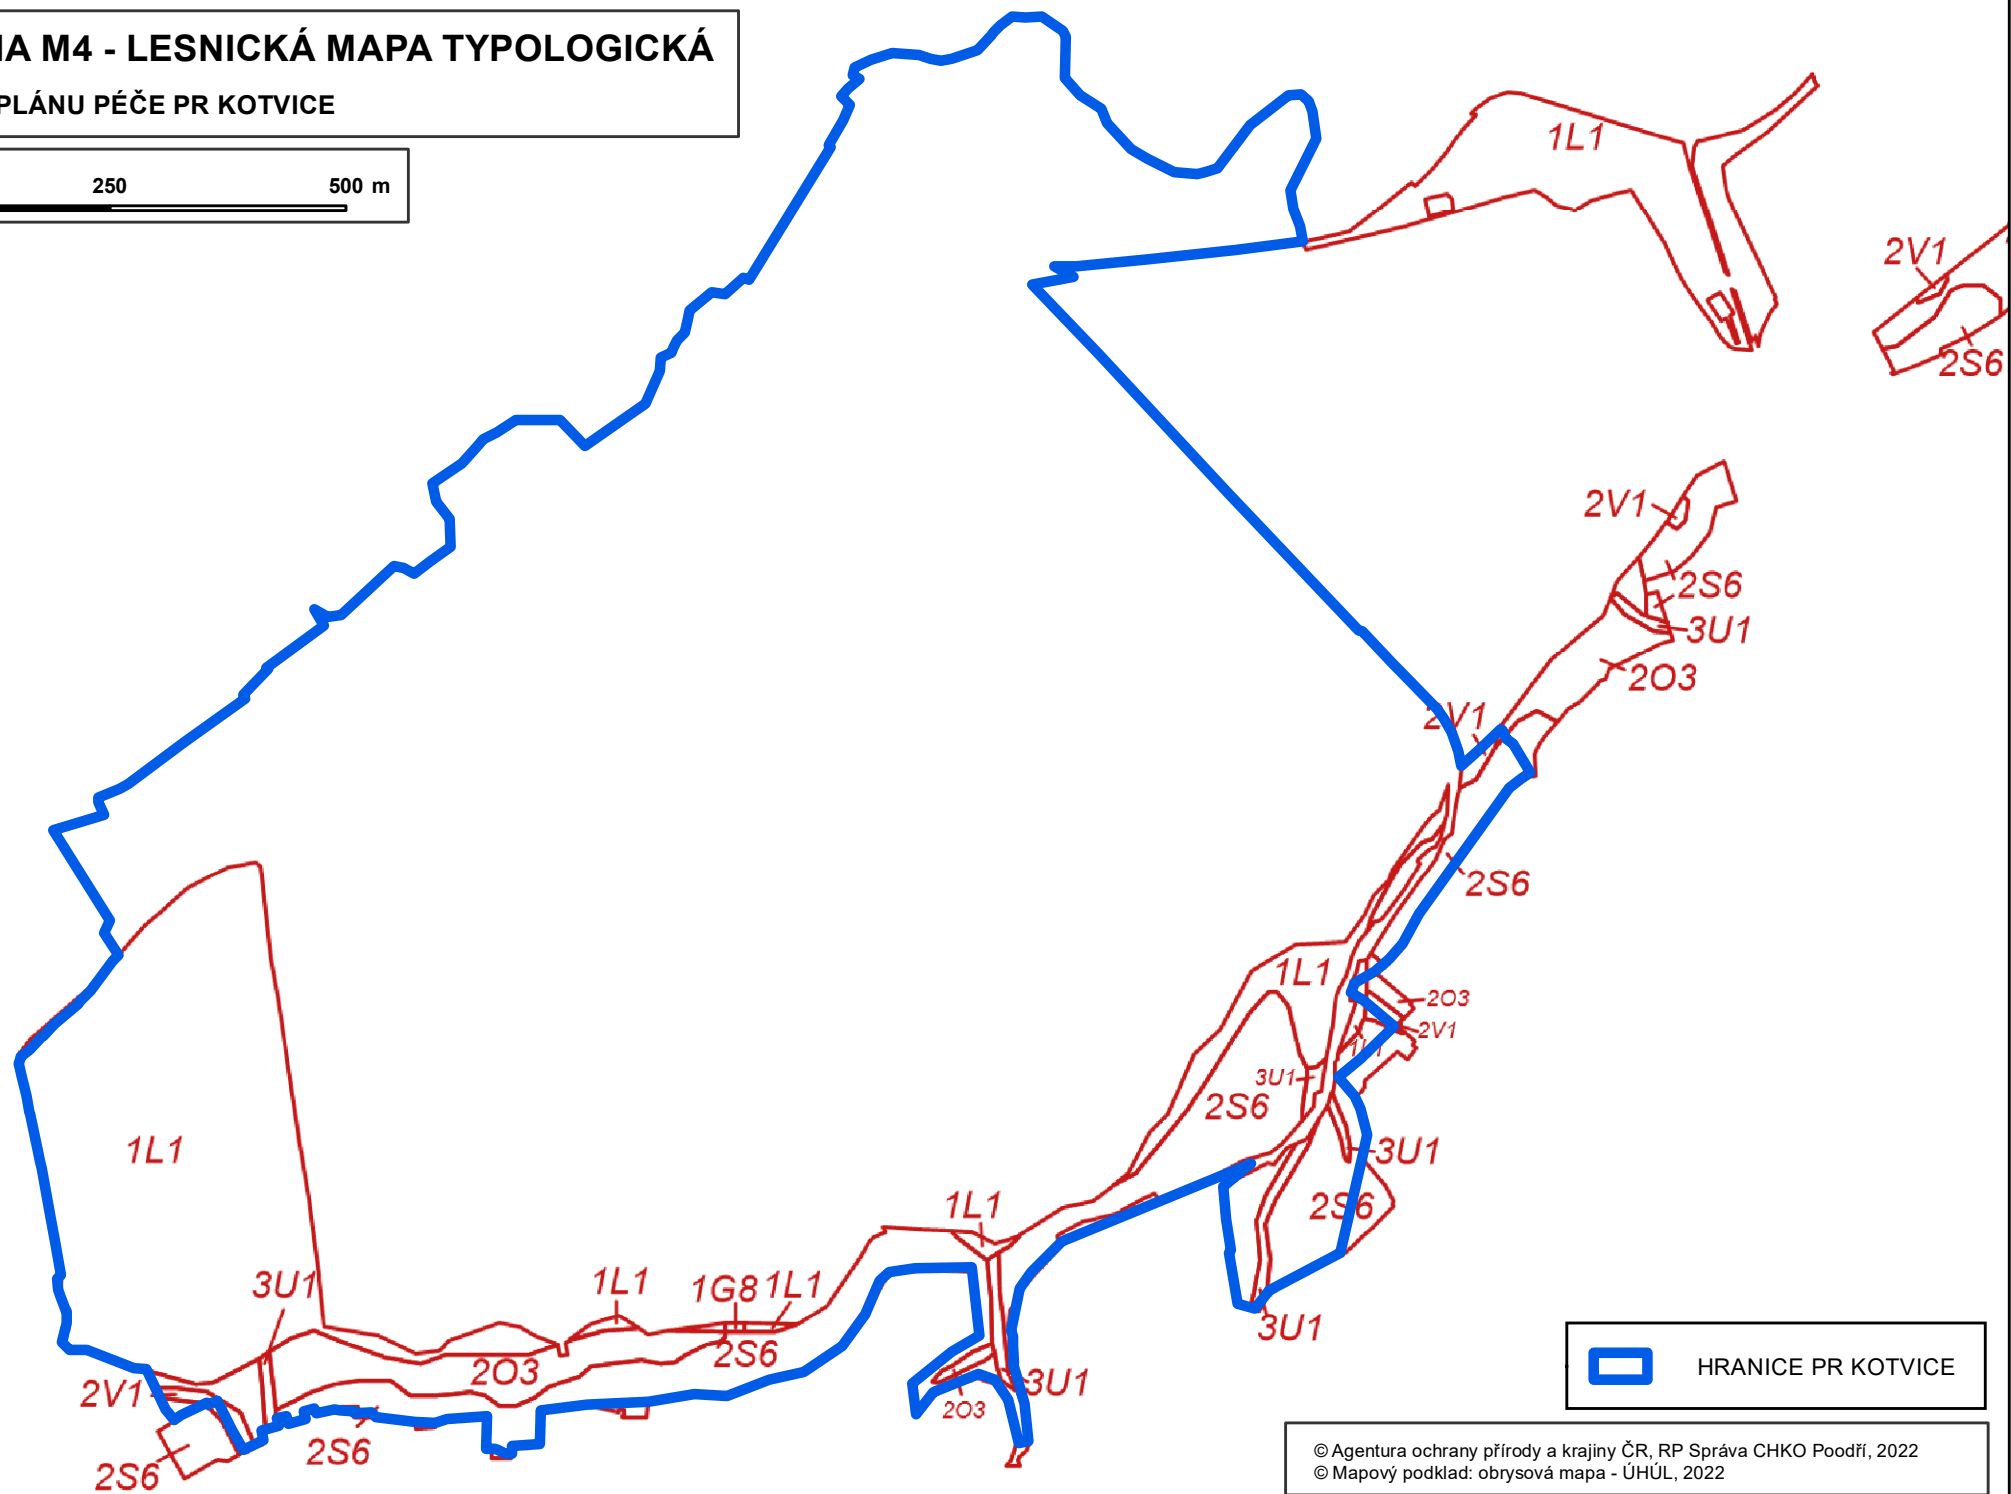 HA M4 - LESNICKÁ MAPA TYPOLOGICKÁ
PLÁNU PÉČE PR KOTVICE
250 500 m
1L1
2V1
2S6
2V1
2S6
3U1
2O3
2V1
2S6
1L1
2O3
2V1
1L1
3U1
2S6
3U1
1L1
2S6
1L1
3U1
1L1
1G8 1L1
3U1
2S6
2O3
2V1
3U1
2O3
2S6
2S6
HRANICE PR KOTVICE
© Agentura ochrany přírody a krajiny ČR, RP Správa CHKO Poodří, 2022
© Mapový podklad: obrysová mapa - ÚHÚL, 2022